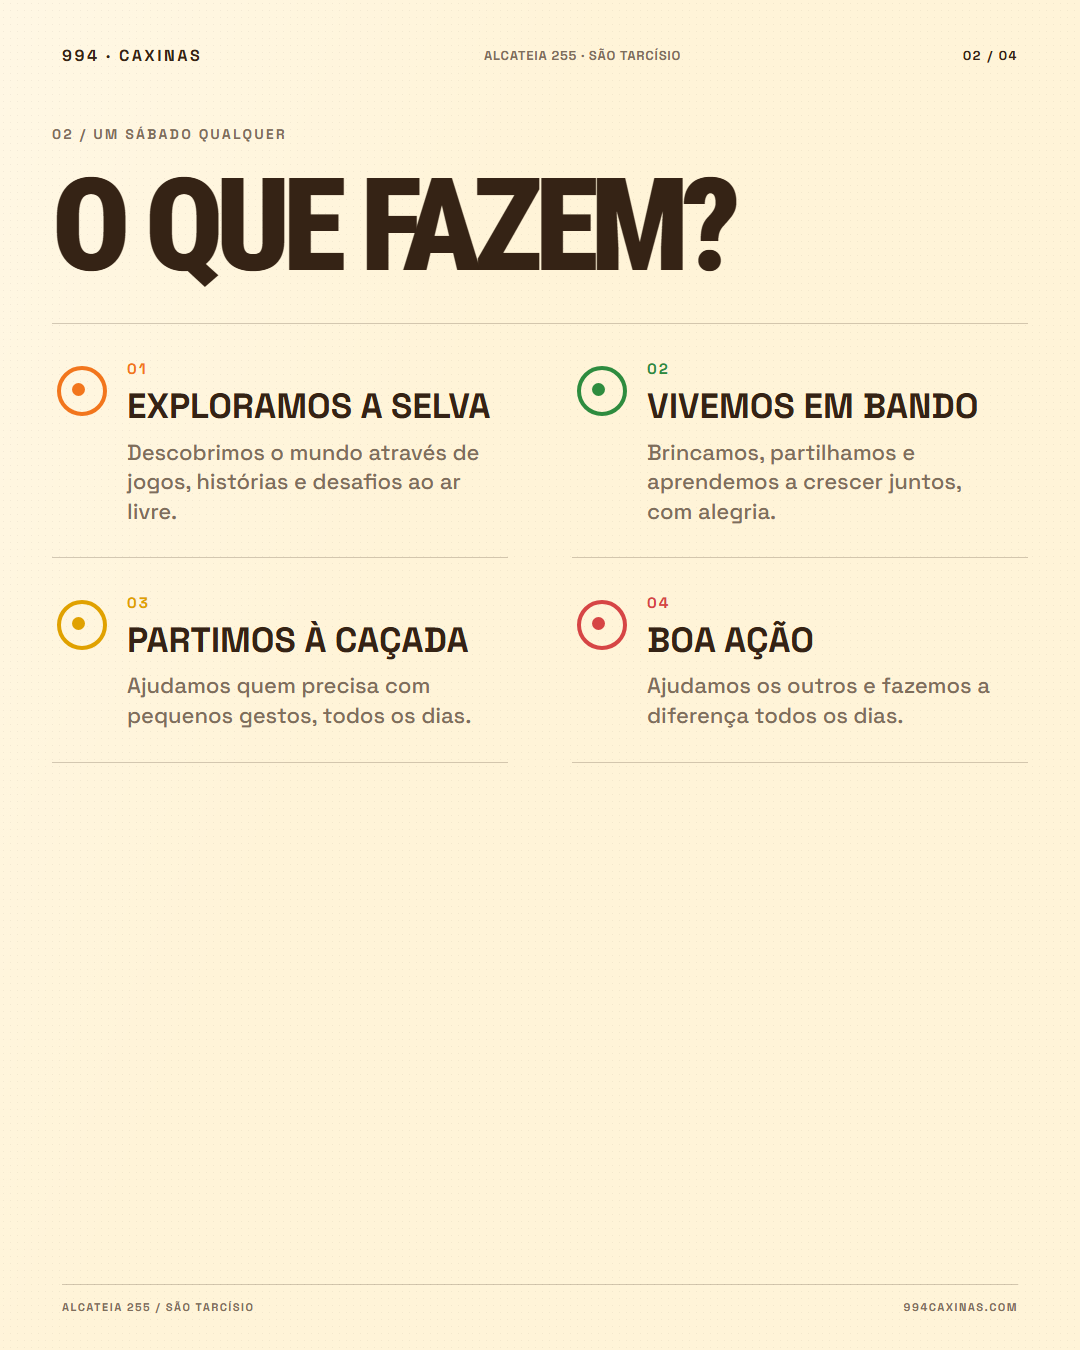 994 · CAXINAS
ALCATEIA 255 · SÃO TARCÍSIO
02 / 04
02 / UM SÁBADO QUALQUER
O QUE FAZEM?
01
EXPLORAMOS A SELVA
Descobrimos o mundo através de
jogos, histórias e desafios ao ar
livre.
02
VIVEMOS EM BANDO
Brincamos, partilhamos e
aprendemos a crescer juntos,
com alegria.
03
PARTIMOS À CAÇADA
Ajudamos quem precisa com
pequenos gestos, todos os dias.
04
BOA AÇÃO
Ajudamos os outros e fazemos a
diferença todos os dias.
ALCATEIA 255 / SÃO TARCÍSIO
994CAXINAS.COM